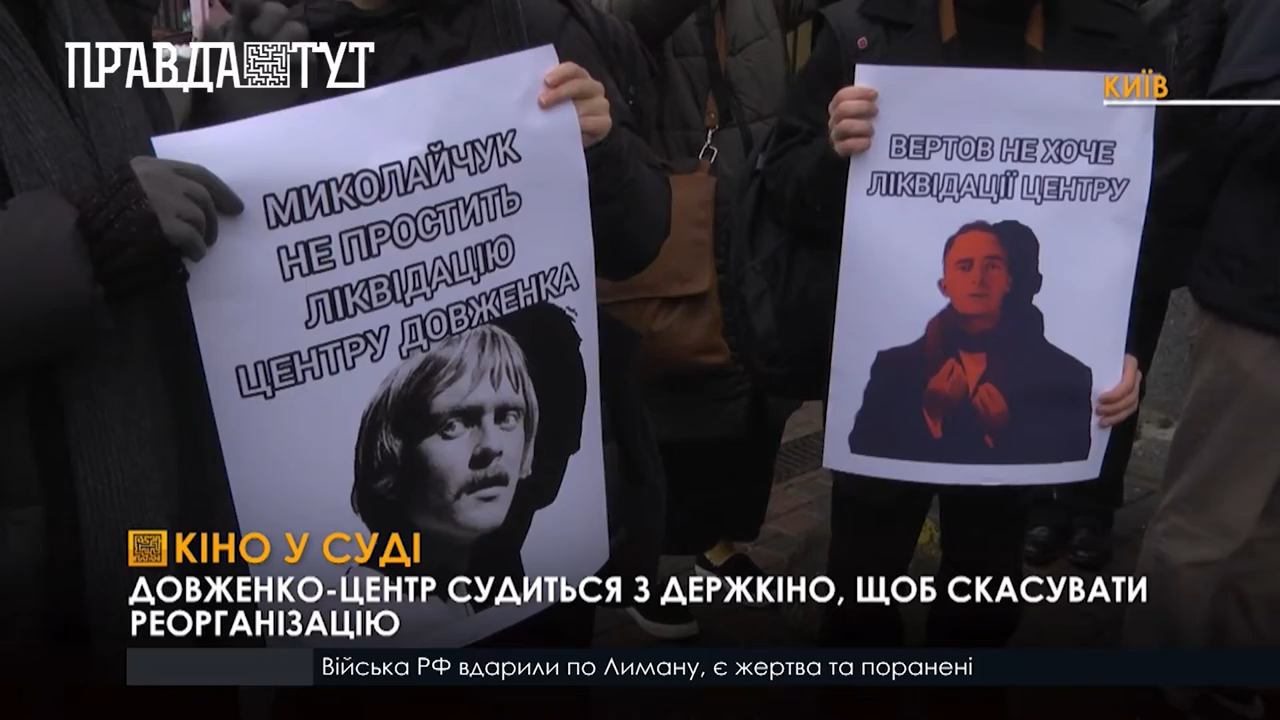 ПРАВДА ТУТ
КИЇВ
МИКОЛАЙЧУК
НЕ ПРОСТИТЬ
ЛІКВІДАЦІЮ
ЦЕНТРУ ДОВЖЕНКА
ВЕРТОВ НЕ ХОЧЕ
ЛІКВІДАЦІЇ ЦЕНТРУ
КІНО У СУДІ
ДОВЖЕНКО-ЦЕНТР СУДИТЬСЯ З ДЕРЖКІНО, ЩОБ СКАСУВАТИ
РЕОРГАНІЗАЦІЮ
Війська РФ вдарили по Лиману, є жертва та поранені